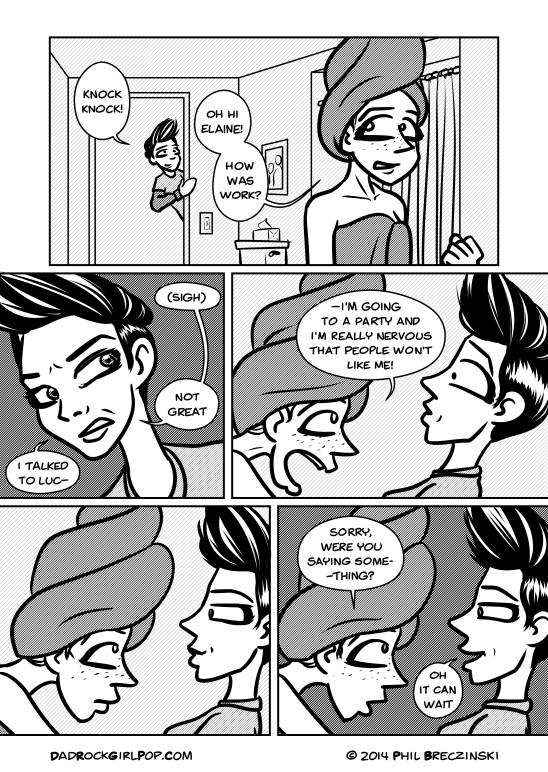 KNOCK
KNOCK!
OH HI
ELAINE!
HOW
WAS
WORK?
(SIGH)
NOT
GREAT
I TALKED
TO LUC—
—I'M GOING
TO A PARTY AND
I'M REALLY NERVOUS
THAT PEOPLE WON'T
LIKE ME!
SORRY,
WERE YOU
SAYING SOME-
-THING?
OH
IT CAN
WAIT
DADROCKGIRLPOP.COM
© 2014 PHIL BRECZINSKI